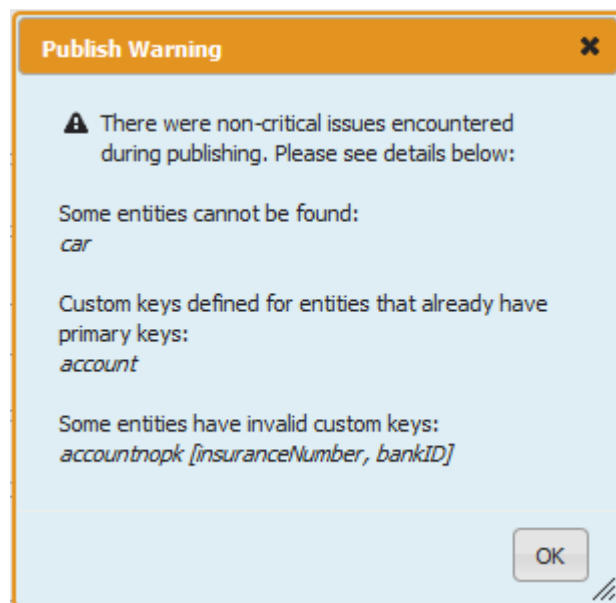 Publish Warning
There were non-critical issues encountered
during publishing. Please see details below:
Some entities cannot be found:
car
Custom keys defined for entities that already have
primary keys:
account
Some entities have invalid custom keys:
accountnopk [insuranceNumber, bankID]
OK